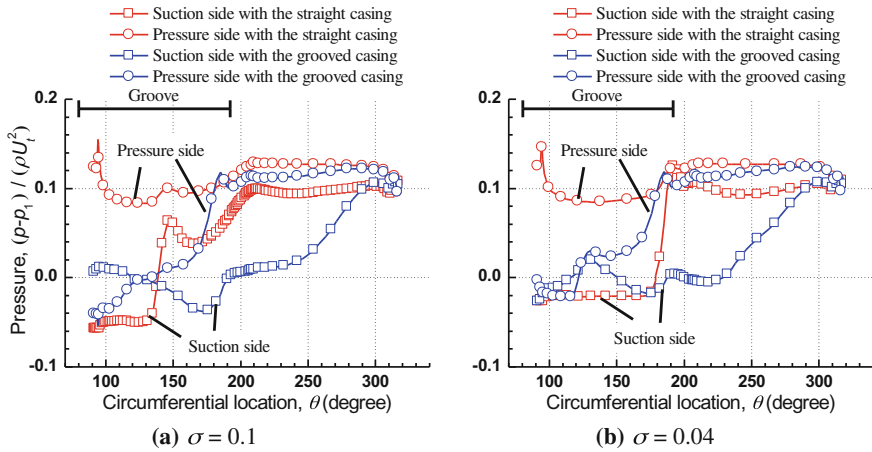 Suction side with the straight casing
Pressure side with the straight casing
Suction side with the grooved casing
Pressure side with the grooved casing
Pressure, (p-p₁) / (ρU_t²)
0.2
0.1
0.0
-0.1
Groove
Pressure side
Suction side
100 150 200 250 300
Circumferential location, θ (degree)
(a) σ = 0.1
Suction side with the straight casing
Pressure side with the straight casing
Suction side with the grooved casing
Pressure side with the grooved casing
0.2
0.1
0.0
-0.1
Groove
Pressure side
Suction side
100 150 200 250 300
Circumferential location, θ (degree)
(b) σ = 0.04